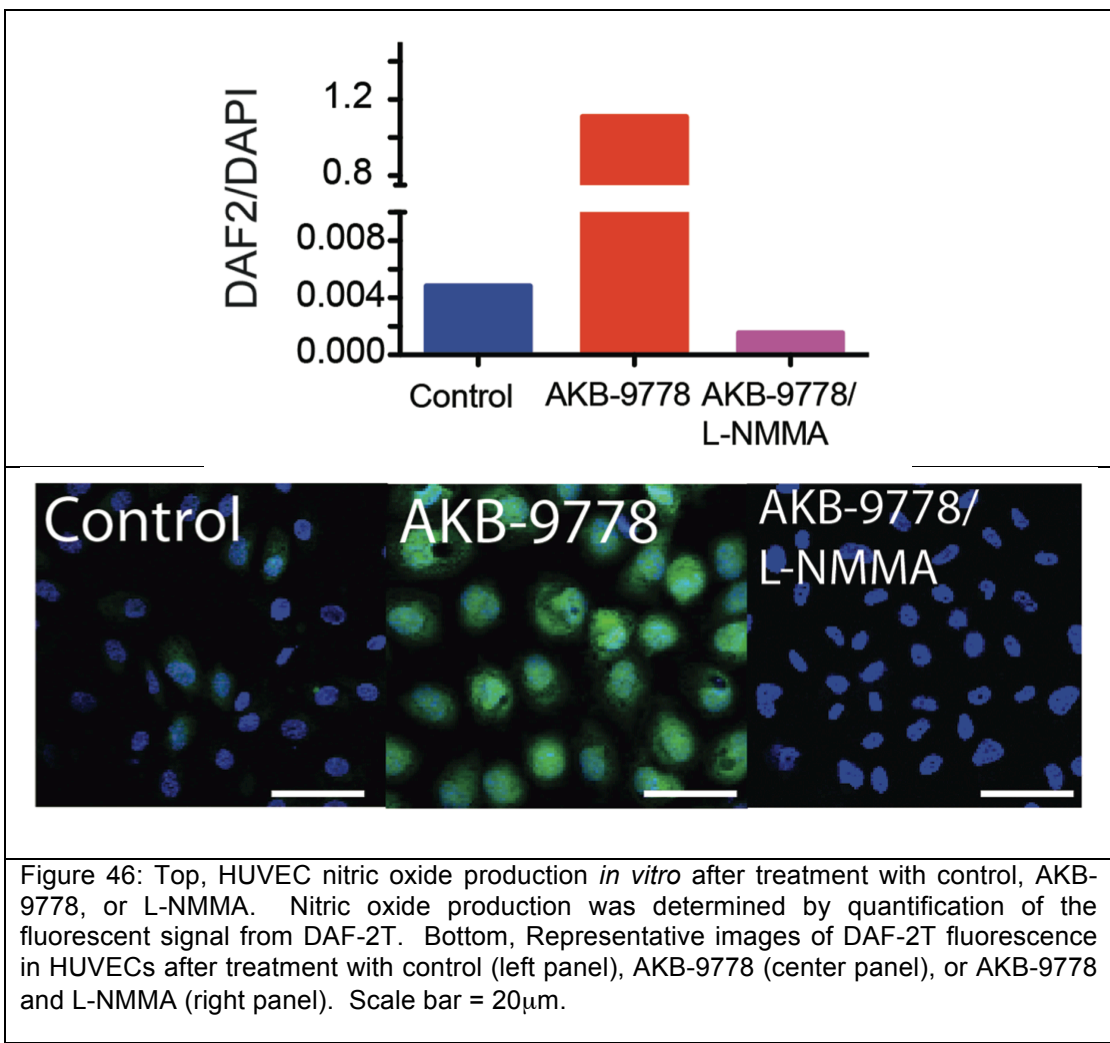 DAF2/DAPI
1.2
0.8
0.008
0.004
0.000
Control
AKB-9778
AKB-9778/
L-NMMA
Control
AKB-9778
AKB-9778/
L-NMMA
Figure 46: Top, HUVEC nitric oxide production in vitro after treatment with control, AKB-
9778, or L-NMMA. Nitric oxide production was determined by quantification of the
fluorescent signal from DAF-2T. Bottom, Representative images of DAF-2T fluorescence
in HUVECs after treatment with control (left panel), AKB-9778 (center panel), or AKB-9778
and L-NMMA (right panel). Scale bar = 20μm.